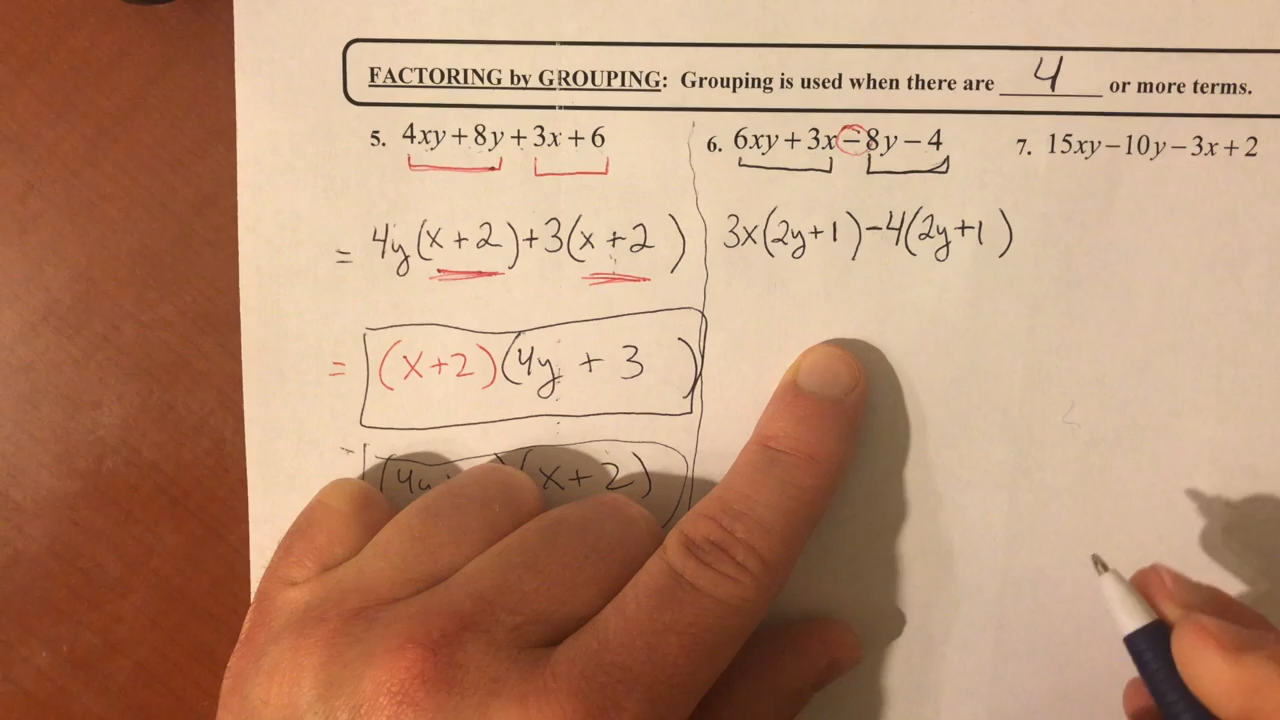 FACTORING by GROUPING: Grouping is used when there are 4 or more terms.
5. 4xy+8y+3x+6
= 4y(x+2)+3(x+2)
= (x+2)(4y+3)
(x+2)
6. 6xy+3x−8y−4
3x(2y+1)−4(2y+1)
7. 15xy−10y−3x+2